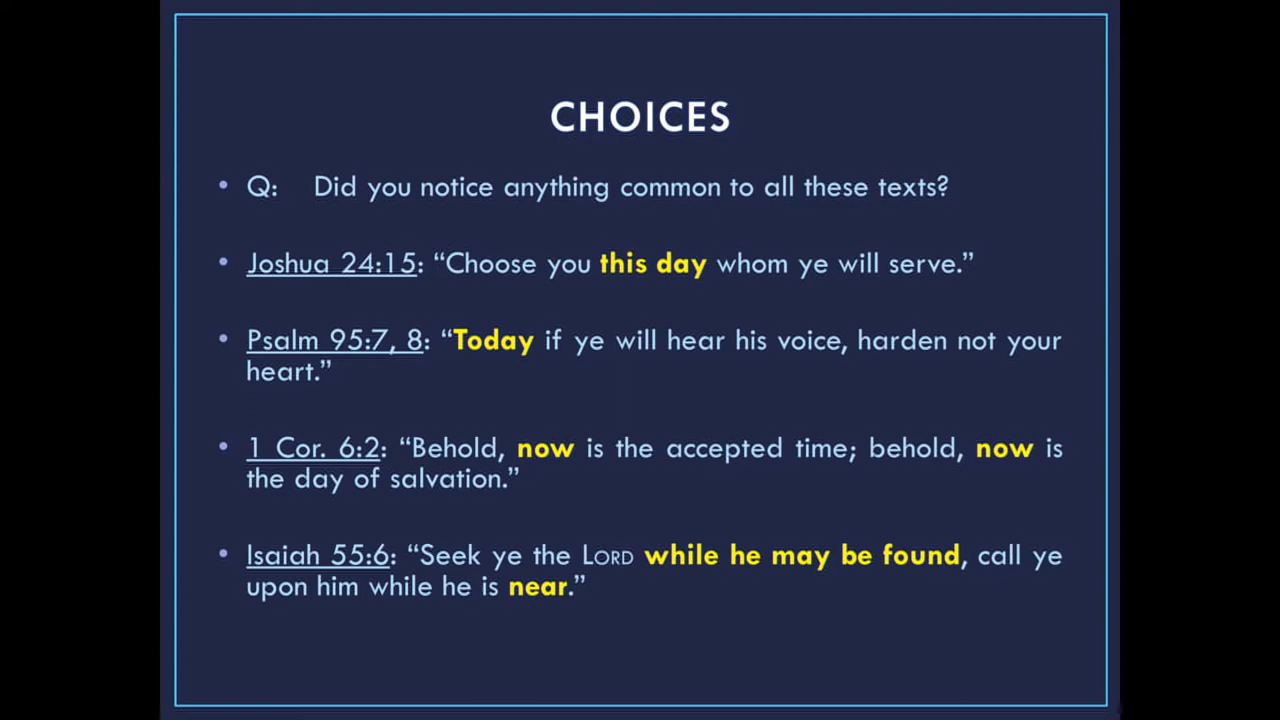 CHOICES
• Q: Did you notice anything common to all these texts?
• Joshua 24:15: “Choose you this day whom ye will serve.”
• Psalm 95:7, 8: “Today if ye will hear his voice, harden not your
heart.”
• 1 Cor. 6:2: “Behold, now is the accepted time; behold, now is
the day of salvation.”
• Isaiah 55:6: “Seek ye the LORD while he may be found, call ye
upon him while he is near.”